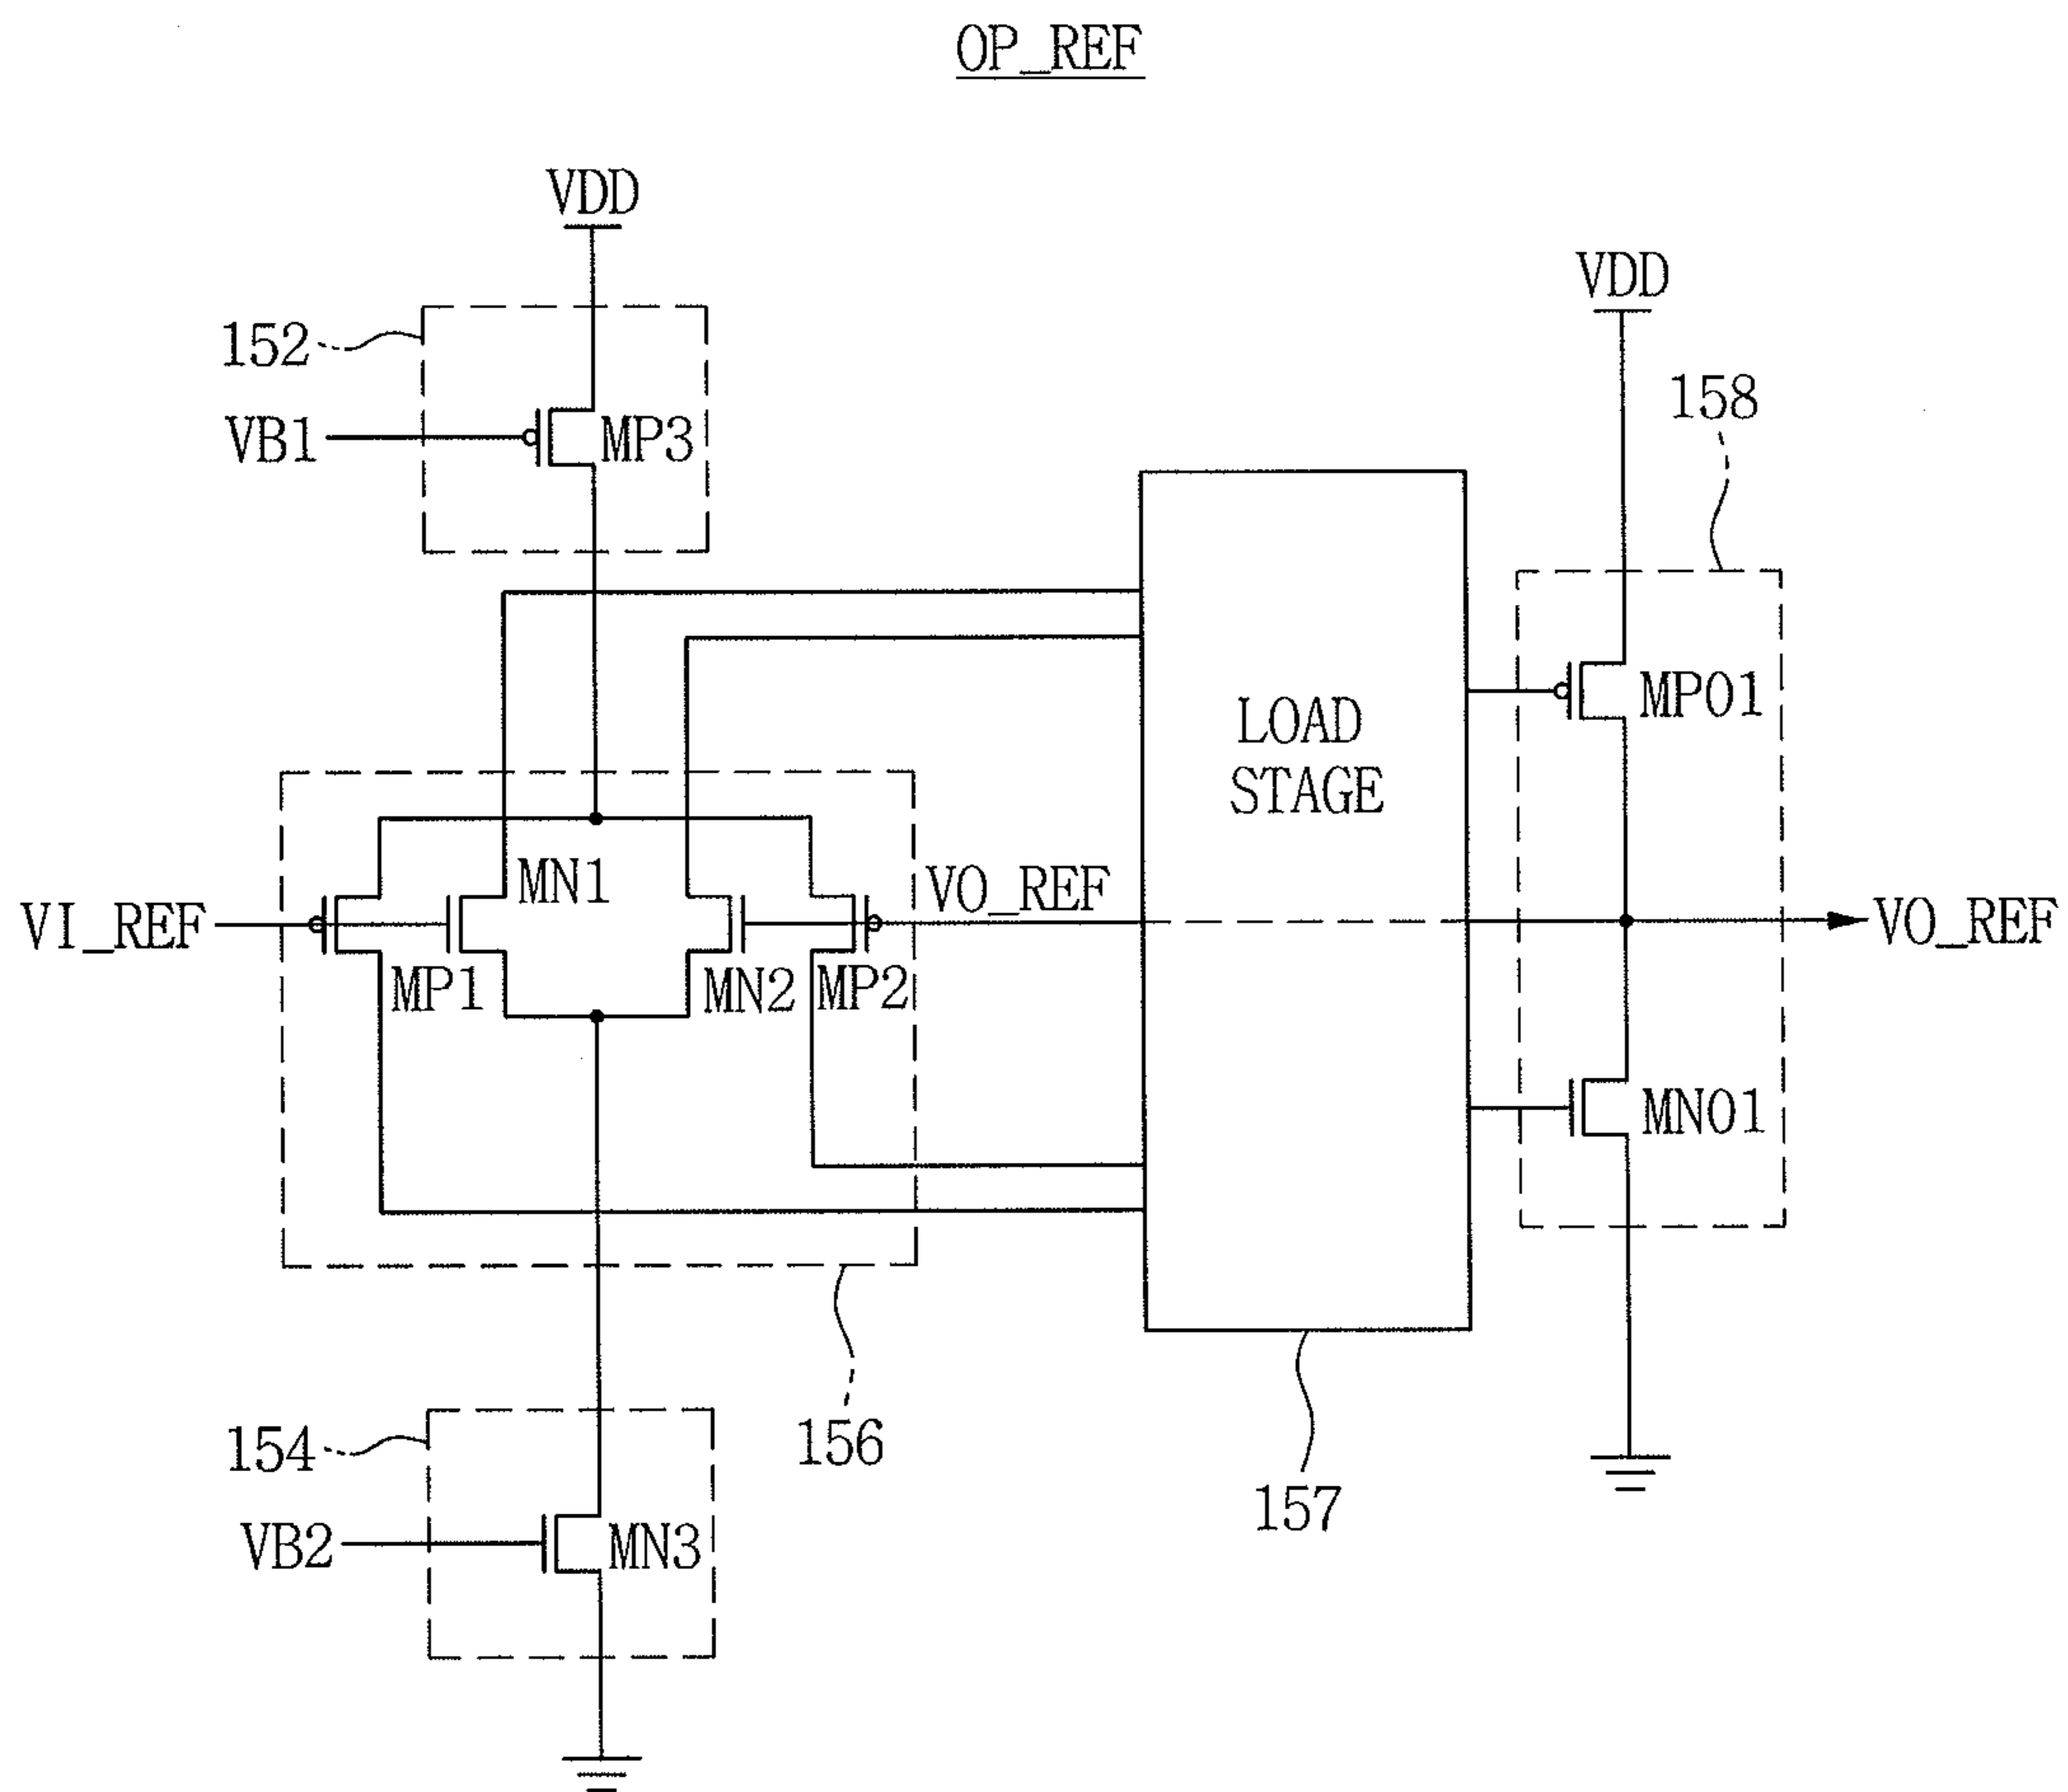 OP_REF
VDD
VDD
152
158
VB1
MP3
MP01
LOAD
STAGE
MN1
VI_REF
VO_REF
VO_REF
MP1
MN2
MP2
MN01
154
156
157
VB2
MN3